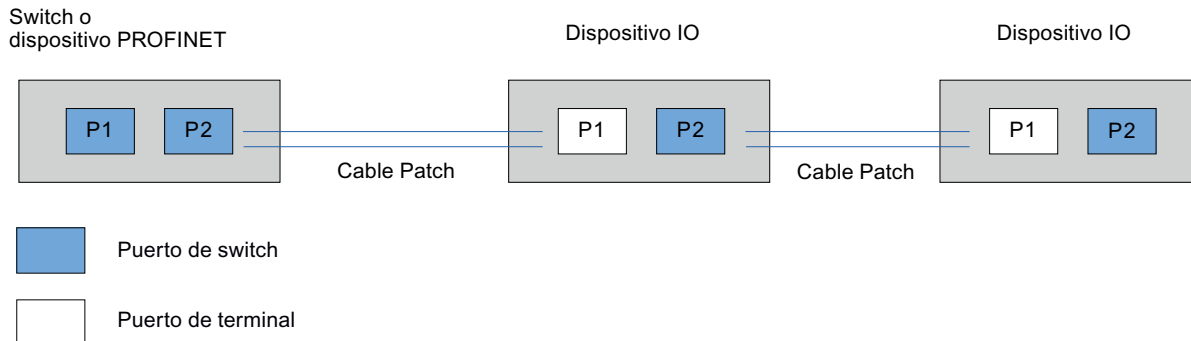 Switch o
dispositivo PROFINET
Dispositivo IO
Dispositivo IO
P1
P2
P1
P2
P1
P2
Cable Patch
Cable Patch
Puerto de switch
Puerto de terminal